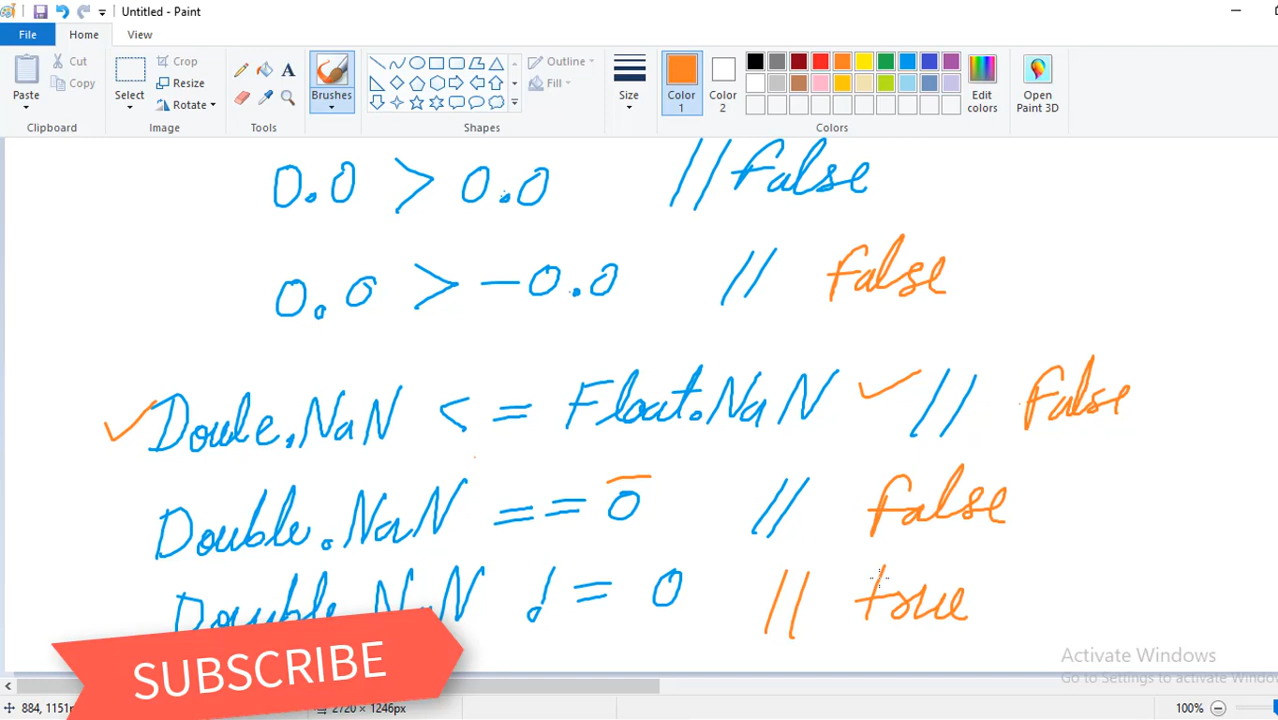 Untitled - Paint
File
Home
View
Paste
Cut
Copy
Clipboard
Select
Crop
Resize
Rotate
Image
Tools
Brushes
Outline
Fill
Shapes
Size
Color 1
Color 2
Edit colors
Colors
Open Paint 3D
0.0 > 0.0 // False
0.0 > -0.0 // false
Doule.NaN <= Float.NaN // False
Double.NaN == 0 // False
Double.NaN != 0 // true
SUBSCRIBE
Activate Windows
Go to Settings to activate Windows.
884, 1151p
2720 × 1246px
100%